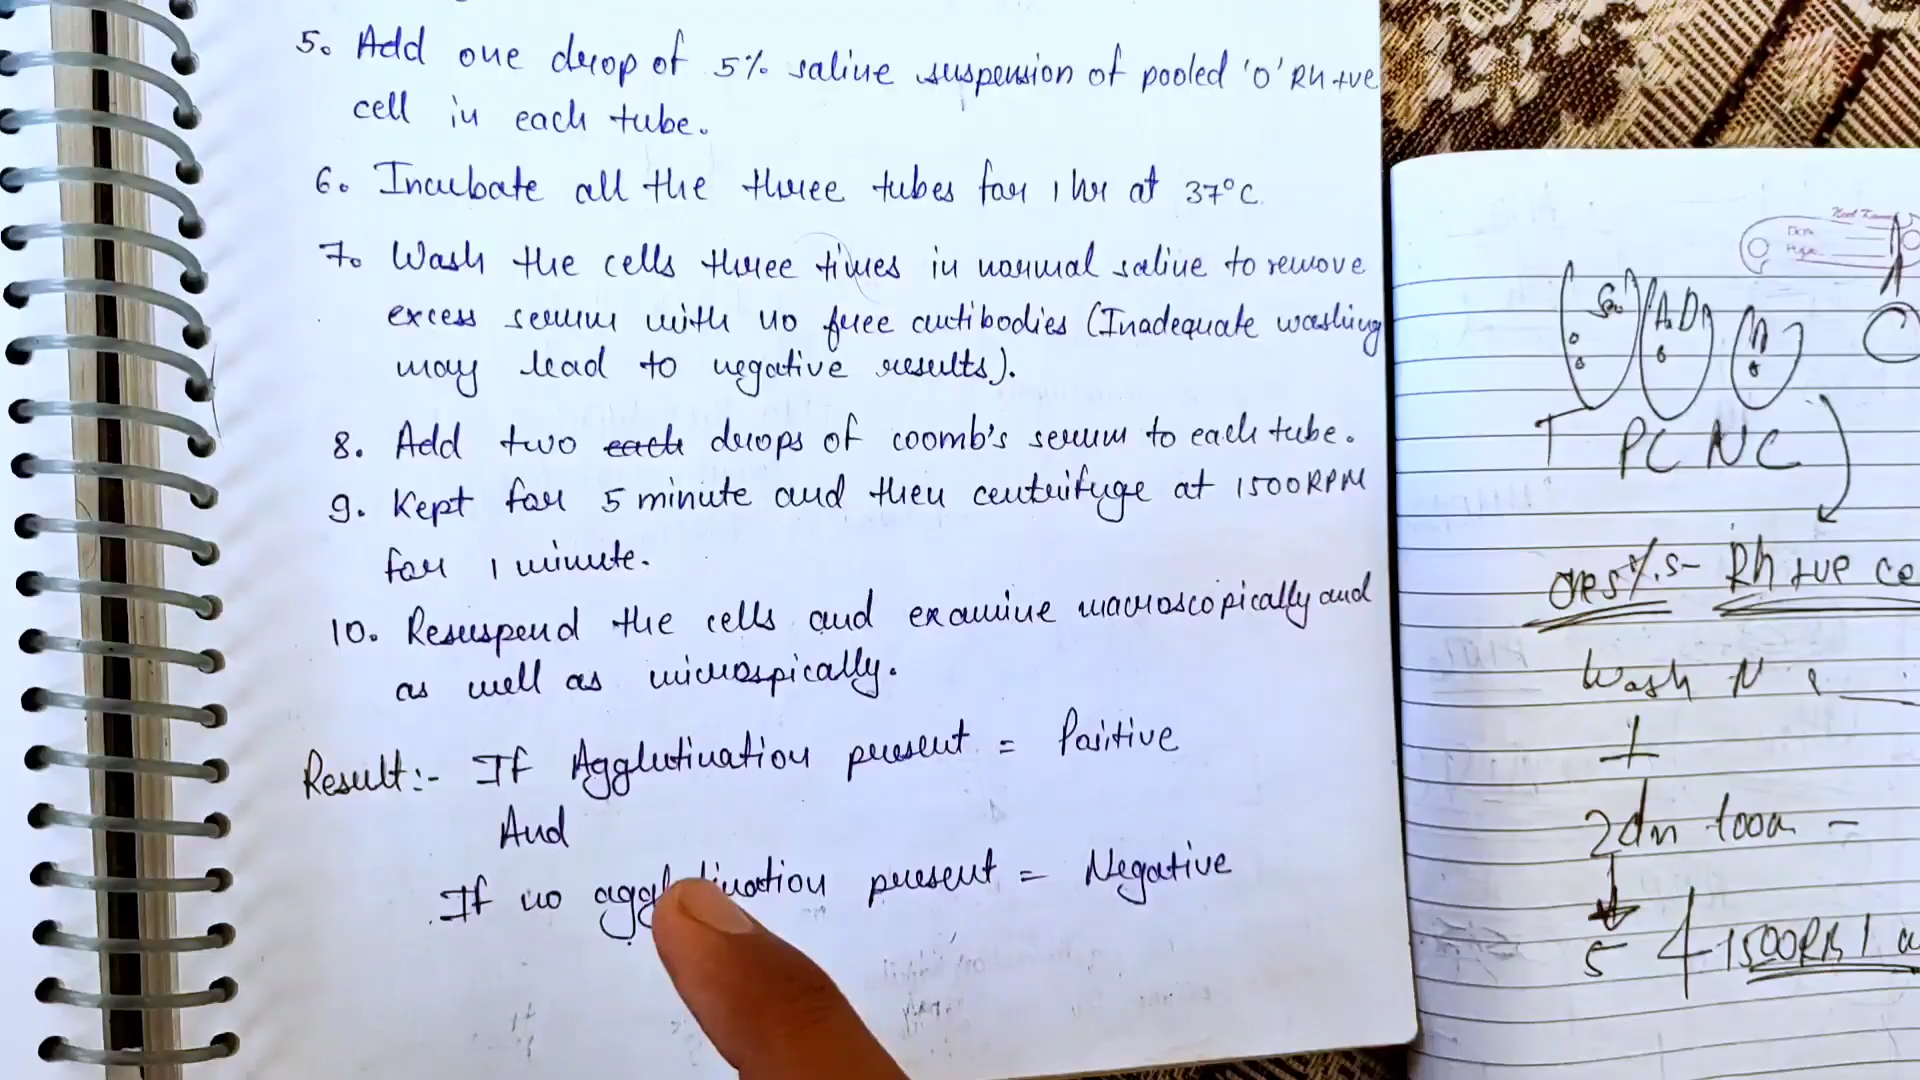 5. Add one drop of 5% saline suspension of pooled 'O' Rh +ve
cell in each tube.
6. Incubate all the three tubes for 1 hr at 37°C.
7. Wash the cells three times in normal saline to remove
excess serum with no free antibodies (Inadequate washing
may lead to negative results).
8. Add two each drops of coomb's serum to each tube.
9. Kept for 5 minute and then centrifuge at 1500RPM
for 1 minute.
10. Resuspend the cells and examine macroscopically and
as well as microspically.
Result:- If Agglutination present = Positive
And
If no agglutination present = Negative
T PC NC
Rh +ve ce
Wash N
5